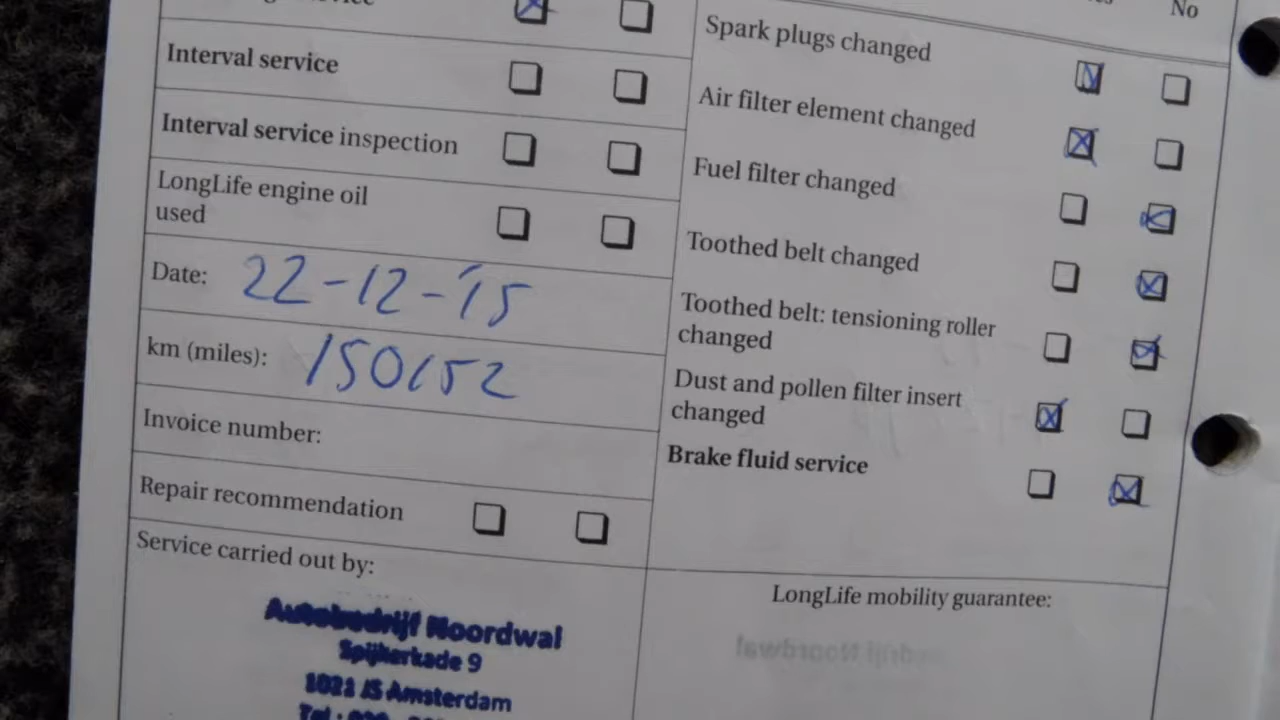 No
Interval service
Interval service inspection
LongLife engine oil
used
Date: 22-12-'15
km (miles): 150152
Invoice number:
Repair recommendation
Service carried out by:
Autobedrijf Noordwal
Spijkerkade 9
1021 JS Amsterdam
Tel.: 020 -
Spark plugs changed
Air filter element changed
Fuel filter changed
Toothed belt changed
Toothed belt: tensioning roller
changed
Dust and pollen filter insert
changed
Brake fluid service
LongLife mobility guarantee: